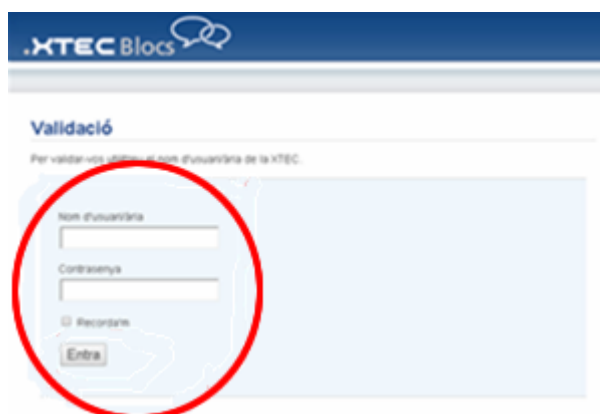 .XTEC Blocs
Validació
Per validar-vos utilitzeu el nom d'usuari/ària de la XTEC.
Nom d'usuari/ària
Contrasenya
Recorda'm
Entra